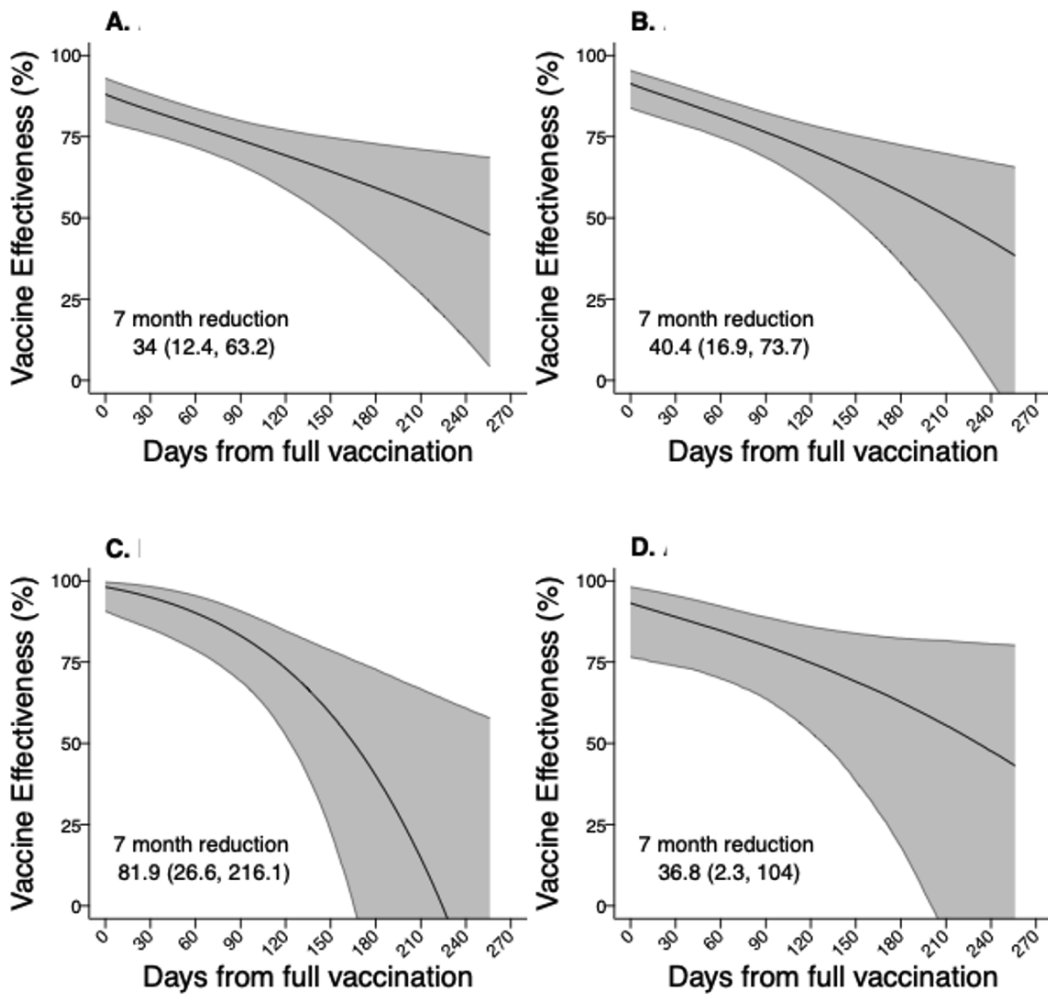 A.
Vaccine Effectiveness (%)
100
75
50
25
0
7 month reduction
34 (12.4, 63.2)
0 30 60 90 120 150 180 210 240 270
Days from full vaccination
B.
Vaccine Effectiveness (%)
100
75
50
25
0
7 month reduction
40.4 (16.9, 73.7)
0 30 60 90 120 150 180 210 240 270
Days from full vaccination
C.
Vaccine Effectiveness (%)
100
75
50
25
0
7 month reduction
81.9 (26.6, 216.1)
0 30 60 90 120 150 180 210 240 270
Days from full vaccination
D.
Vaccine Effectiveness (%)
100
75
50
25
0
7 month reduction
36.8 (2.3, 104)
0 30 60 90 120 150 180 210 240 270
Days from full vaccination